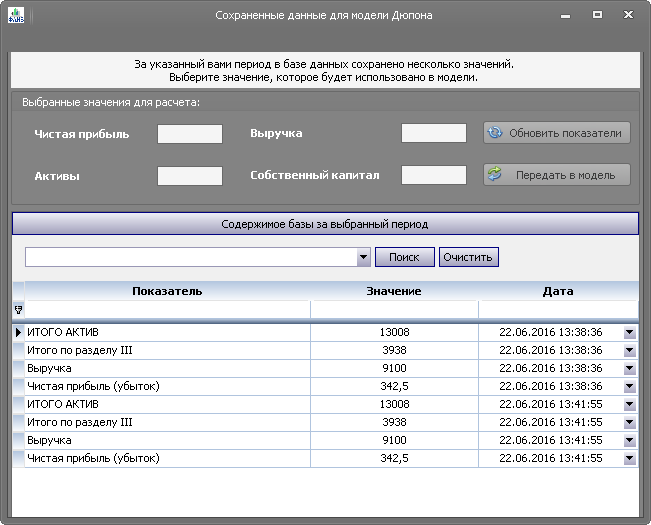 ФЛИВ
Сохраненные данные для модели Дюпона
За указанный вами период в базе данных сохранено несколько значений.
Выберите значение, которое будет использовано в модели.
Выбранные значения для расчета:
Чистая прибыль
Выручка
Обновить показатели
Активы
Собственный капитал
Передать в модель
Содержимое базы за выбранный период
Поиск
Очистить
Показатель Значение Дата
ИТОГО АКТИВ 13008 22.06.2016 13:38:36
Итого по разделу III 3938 22.06.2016 13:38:36
Выручка 9100 22.06.2016 13:38:36
Чистая прибыль (убыток) 342,5 22.06.2016 13:38:36
ИТОГО АКТИВ 13008 22.06.2016 13:41:55
Итого по разделу III 3938 22.06.2016 13:41:55
Выручка 9100 22.06.2016 13:41:55
Чистая прибыль (убыток) 342,5 22.06.2016 13:41:55